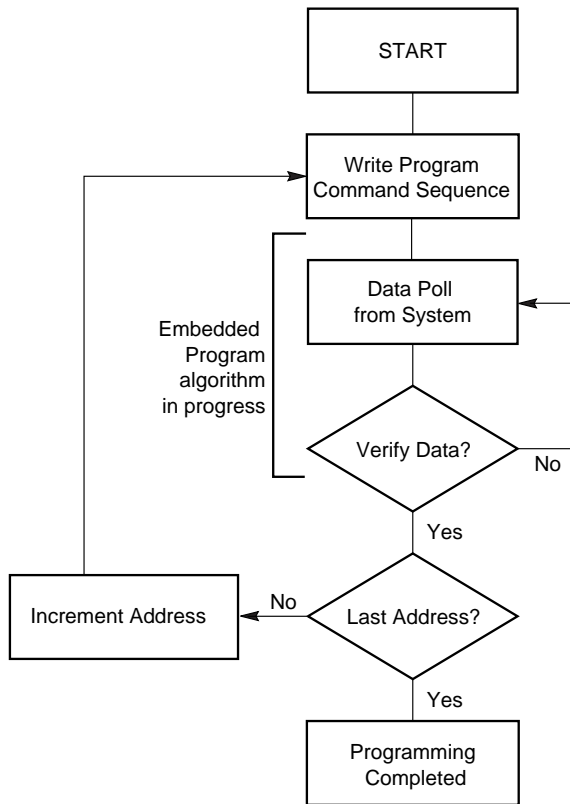 START
Write Program
Command Sequence
Data Poll
from System
Embedded
Program
algorithm
in progress
Verify Data?
No
Yes
Last Address?
No
Increment Address
Yes
Programming
Completed